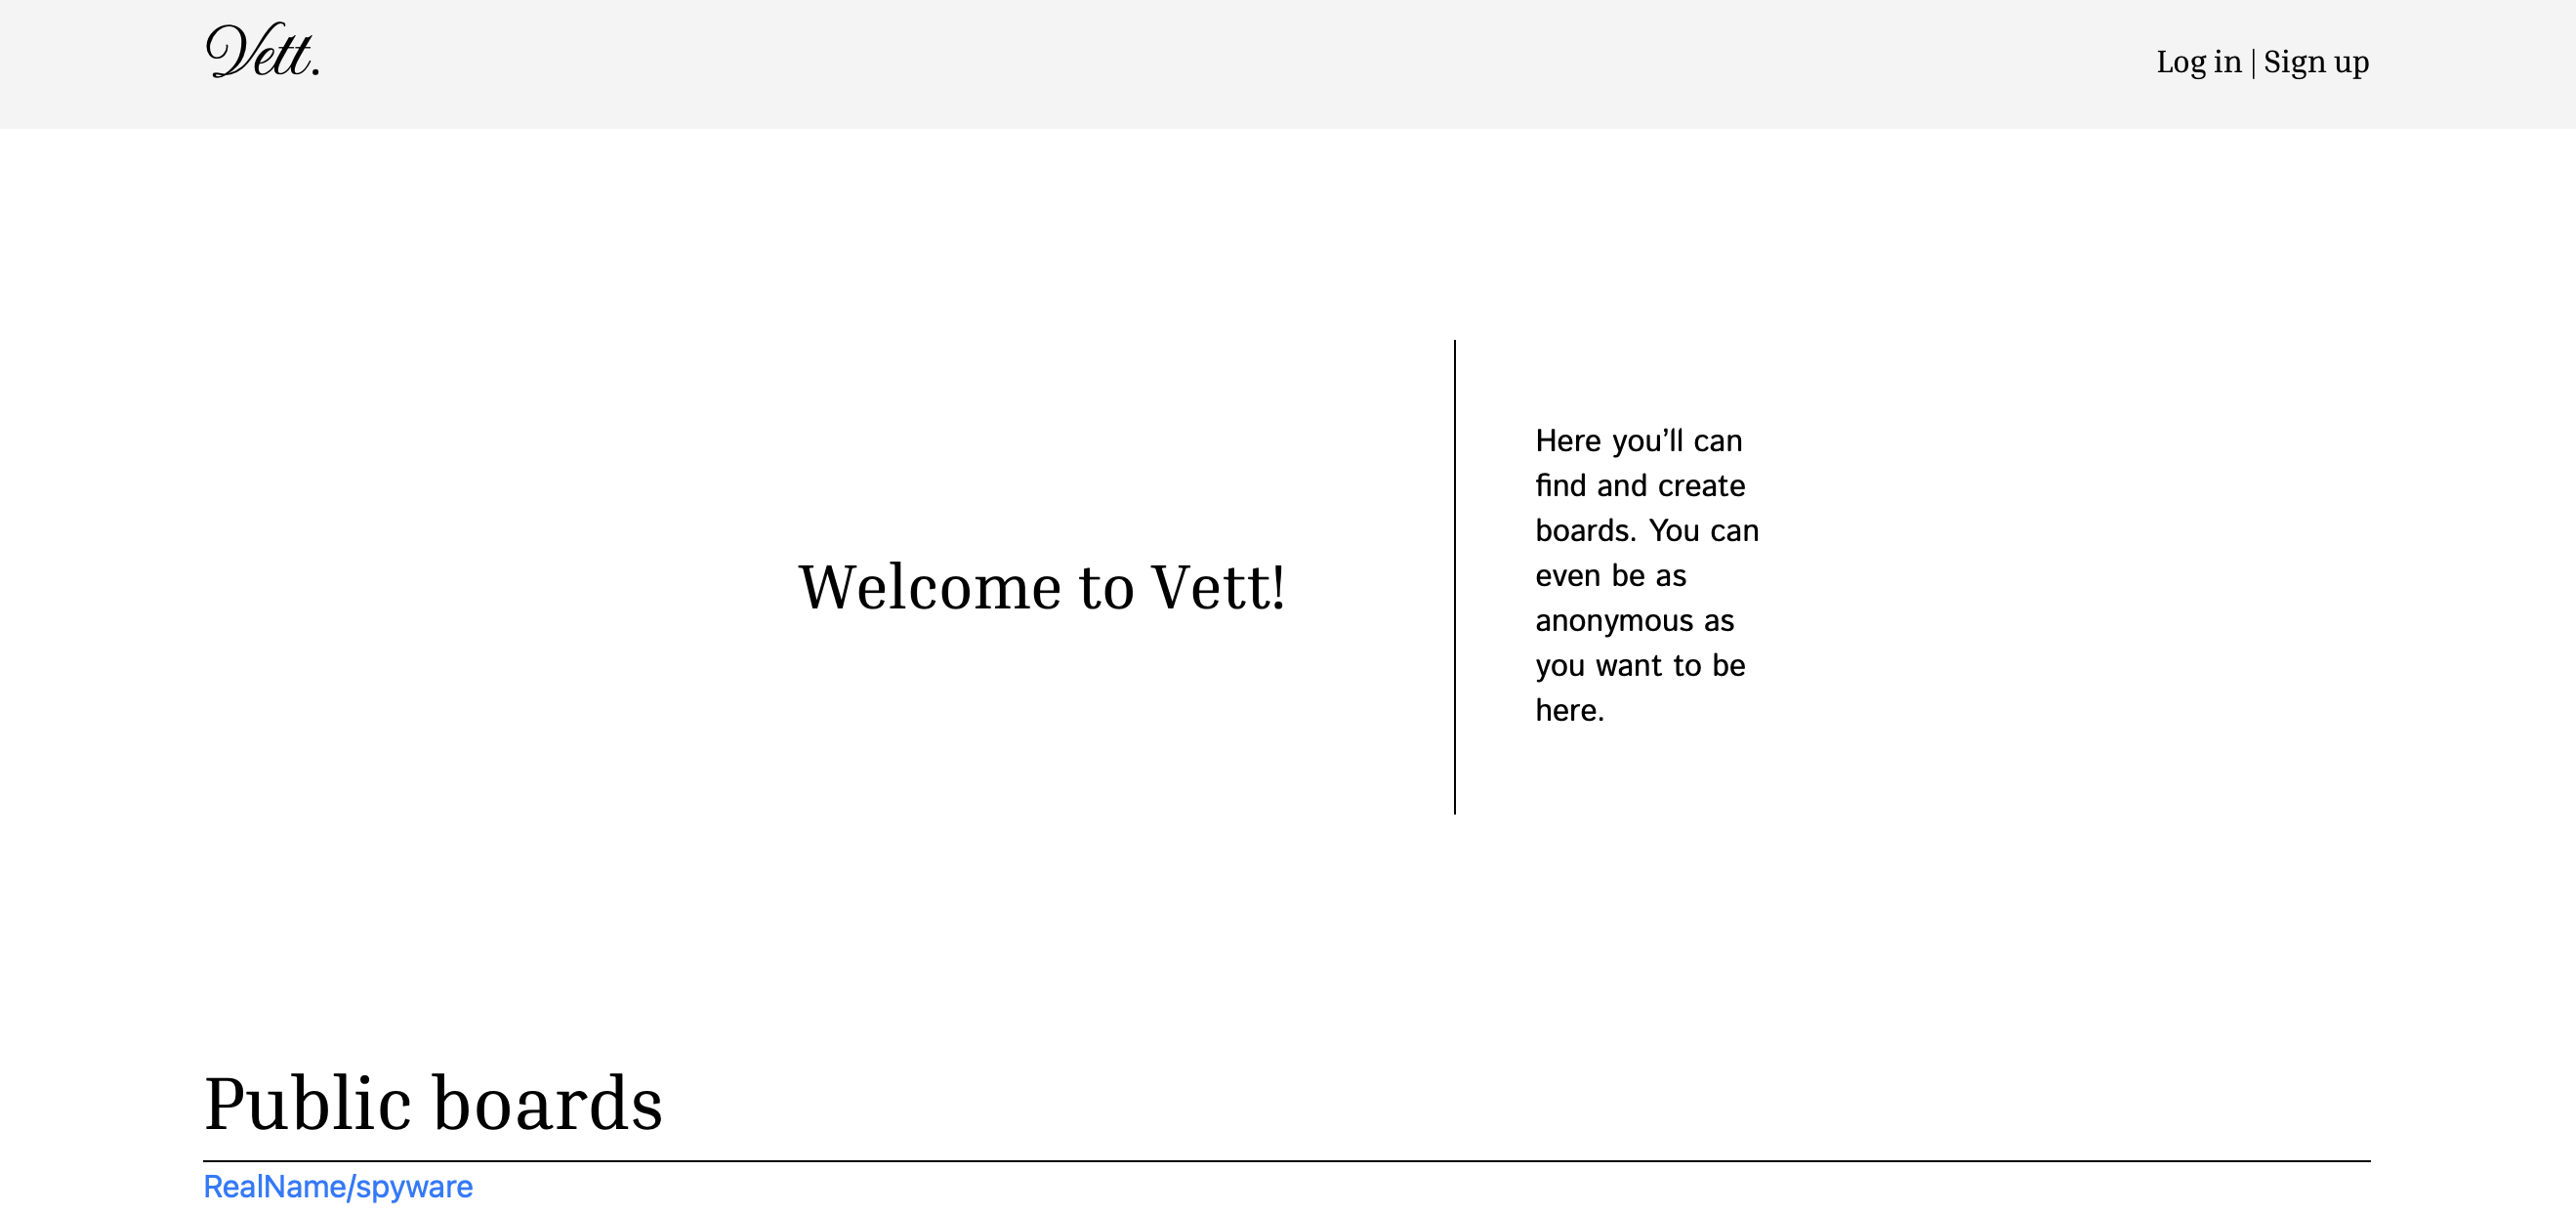 Vett.
Log in | Sign up
Welcome to Vett!
Here you’ll can
find and create
boards. You can
even be as
anonymous as
you want to be
here.
Public boards
RealName/spyware